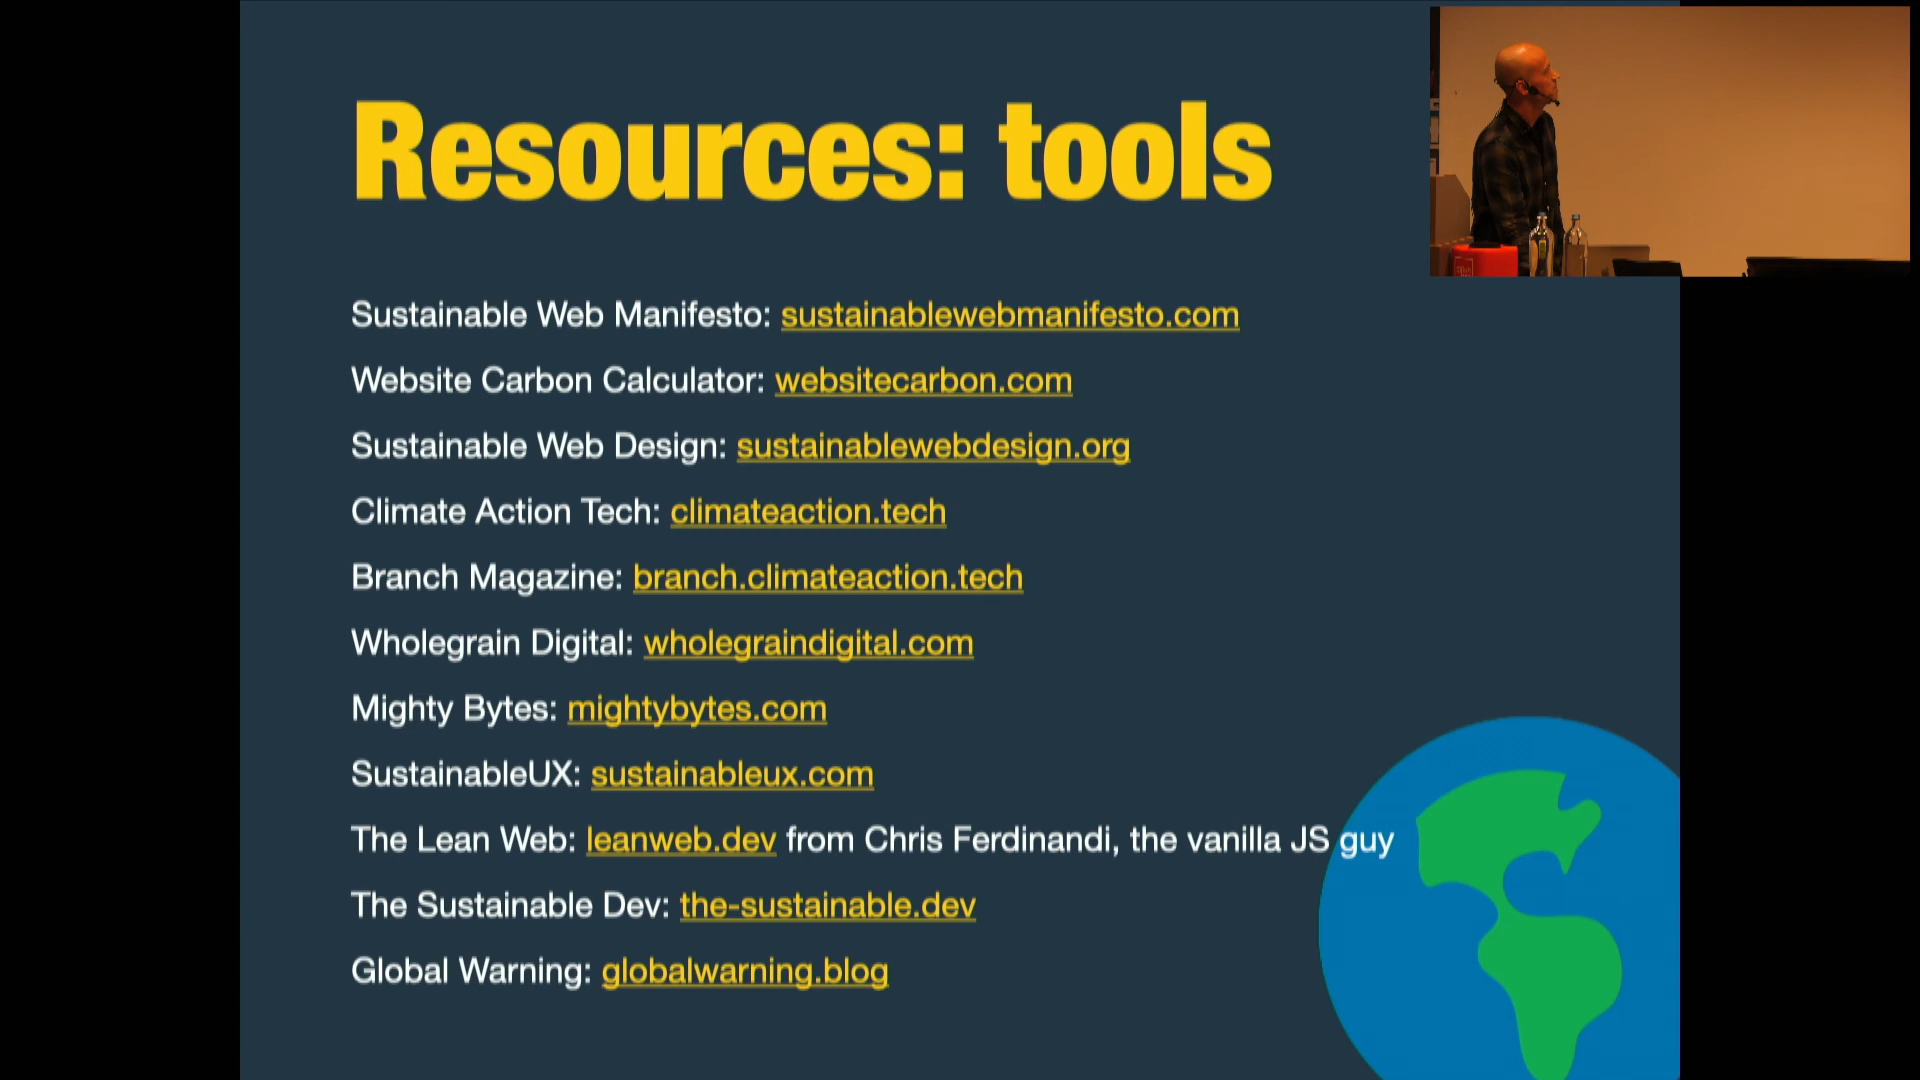 Resources: tools
Sustainable Web Manifesto: sustainablewebmanifesto.com
Website Carbon Calculator: websitecarbon.com
Sustainable Web Design: sustainablewebdesign.org
Climate Action Tech: climateaction.tech
Branch Magazine: branch.climateaction.tech
Wholegrain Digital: wholegraindigital.com
Mighty Bytes: mightybytes.com
SustainableUX: sustainableux.com
The Lean Web: leanweb.dev from Chris Ferdinandi, the vanilla JS guy
The Sustainable Dev: the-sustainable.dev
Global Warning: globalwarning.blog